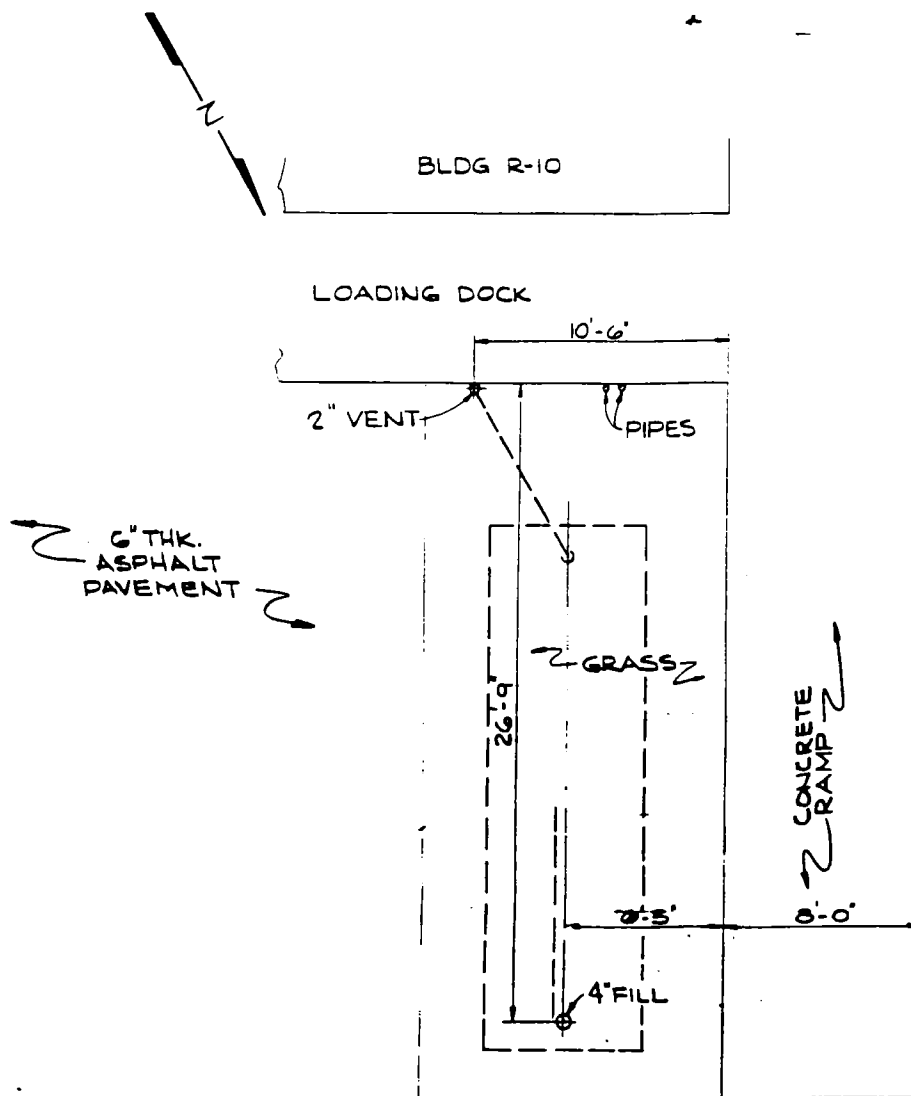 N
BLDG R-10
LOADING DOCK
10'-6"
2" VENT
PIPES
6" THK.
ASPHALT
PAVEMENT
GRASS
26'-9"
CONCRETE
RAMP
8'-0"
4" FILL